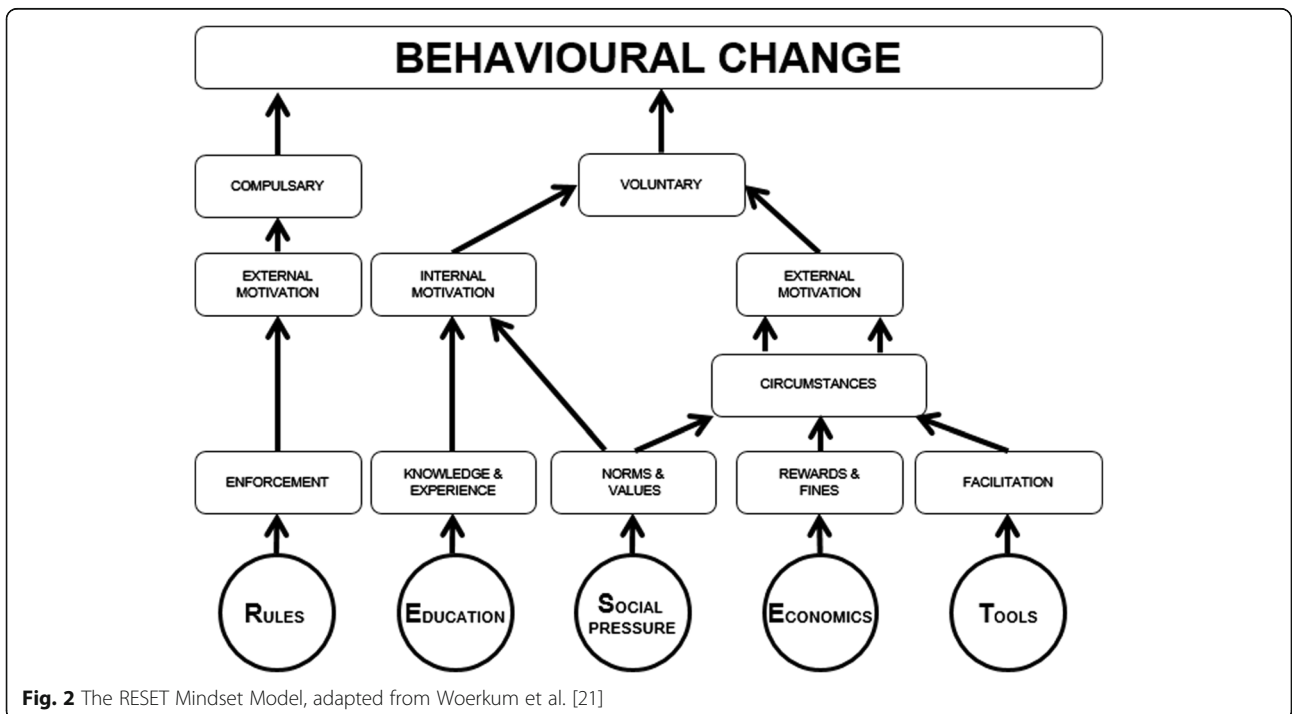 BEHAVIOURAL CHANGE
COMPULSARY
VOLUNTARY
EXTERNAL
MOTIVATION
INTERNAL
MOTIVATION
EXTERNAL
MOTIVATION
CIRCUMSTANCES
ENFORCEMENT
KNOWLEDGE &
EXPERIENCE
NORMS &
VALUES
REWARDS &
FINES
FACILITATION
RULES
EDUCATION
SOCIAL
PRESSURE
ECONOMICS
TOOLS
Fig. 2 The RESET Mindset Model, adapted from Woerkum et al. [21]